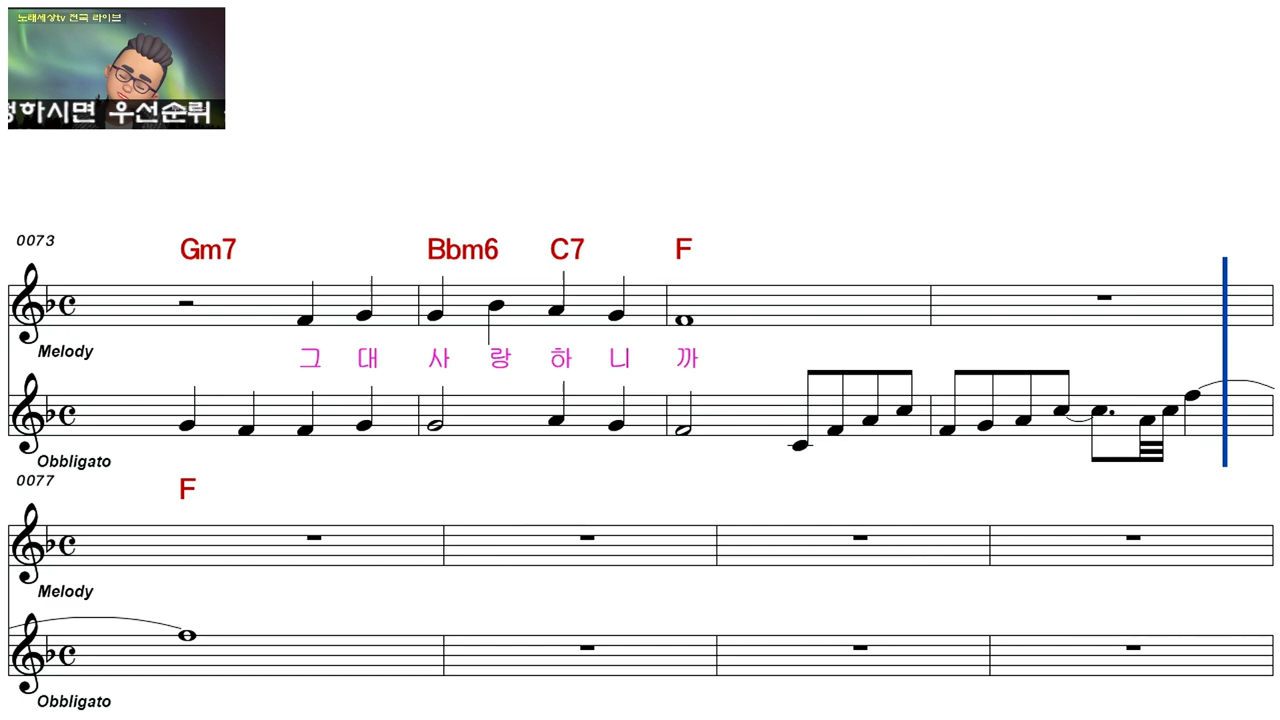 노래세상tv 전국 라이브
청하시면 우선순위
0073
Gm7 Bbm6 C7 F
Melody
그 대 사 랑 하 니 까
Obbligato
0077
F
Melody
Obbligato